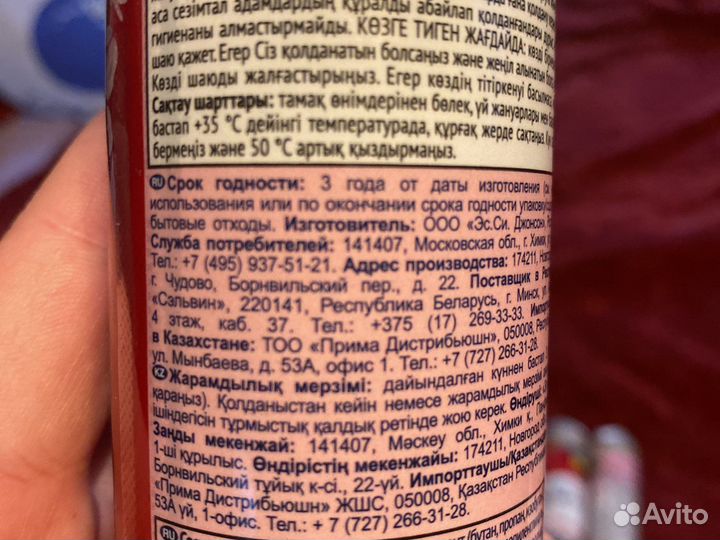 аса сезімтал адамдардың құралды абайлап қолданғандары
гигиенаны алмастырмайды. КӨЗГЕ ТИГЕН ЖАҒДАЙДА: көзді
шаю қажет. Егер Сіз қолданатын болсаңыз және жеңіл алынатын
Көзді шаюды жалғастырыңыз. Егер көздің тітіркенуі басылмаса
Сақтау шарттары: тамақ өнімдерінен бөлек, үй жануарлары мен
бастап +35 °C дейінгі температурада, құрғақ жерде сақтаңыз.
бермеңіз және 50 °C артық қыздырмаңыз.
RU Срок годности: 3 года от даты изготовления
использования или по окончании срока годности упаковку
бытовые отходы. Изготовитель: ООО «Эс.Си. Джонсон»,
Служба потребителей: 141407, Московская обл., г. Химки,
Тел.: +7 (495) 937-51-21. Адрес производства: 174211,
г. Чудово, Борнвильский пер., д. 22. Поставщик в
«Сэльвин», 220141, Республика Беларусь, г. Минск,
4 этаж, каб. 37. Тел.: +375 (17) 269-33-33.
в Казахстане: ТОО «Прима Дистрибьюшн», 050008,
ул. Мынбаева, д. 53А, офис 1. Тел.: +7 (727) 266-31-28.
KZ Жарамдылық мерзімі: дайындалған күннен бастап
қараңыз). Қолданыстан кейін немесе жарамдылық мерзімі
ішіндегісін тұрмыстық қалдық ретінде жою керек.
Заңды мекенжай: 141407, Мәскеу обл., Химки қ.,
1-ші құрылыс. Өндірістің мекенжайы: 174211,
Борнвильский тұйық к-сі., 22-үй. Импорттаушы/
«Прима Дистрибьюшн» ЖШС, 050008, Қазақстан
53А үй, 1-офис. Тел.: + 7 (727) 266-31-28.
RU
бутан, пропан,
Avito